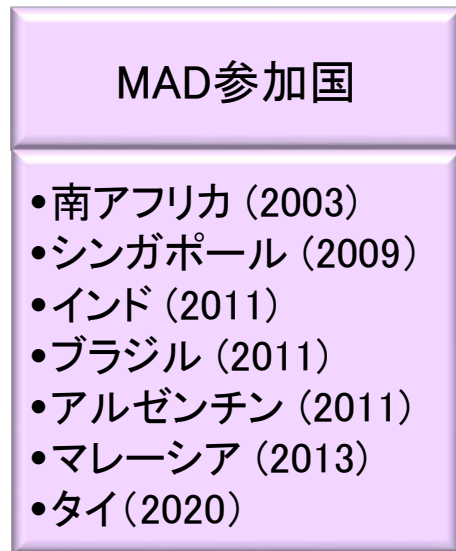 MAD参加国
•南アフリカ (2003)
•シンガポール (2009)
•インド (2011)
•ブラジル (2011)
•アルゼンチン (2011)
•マレーシア (2013)
•タイ(2020)